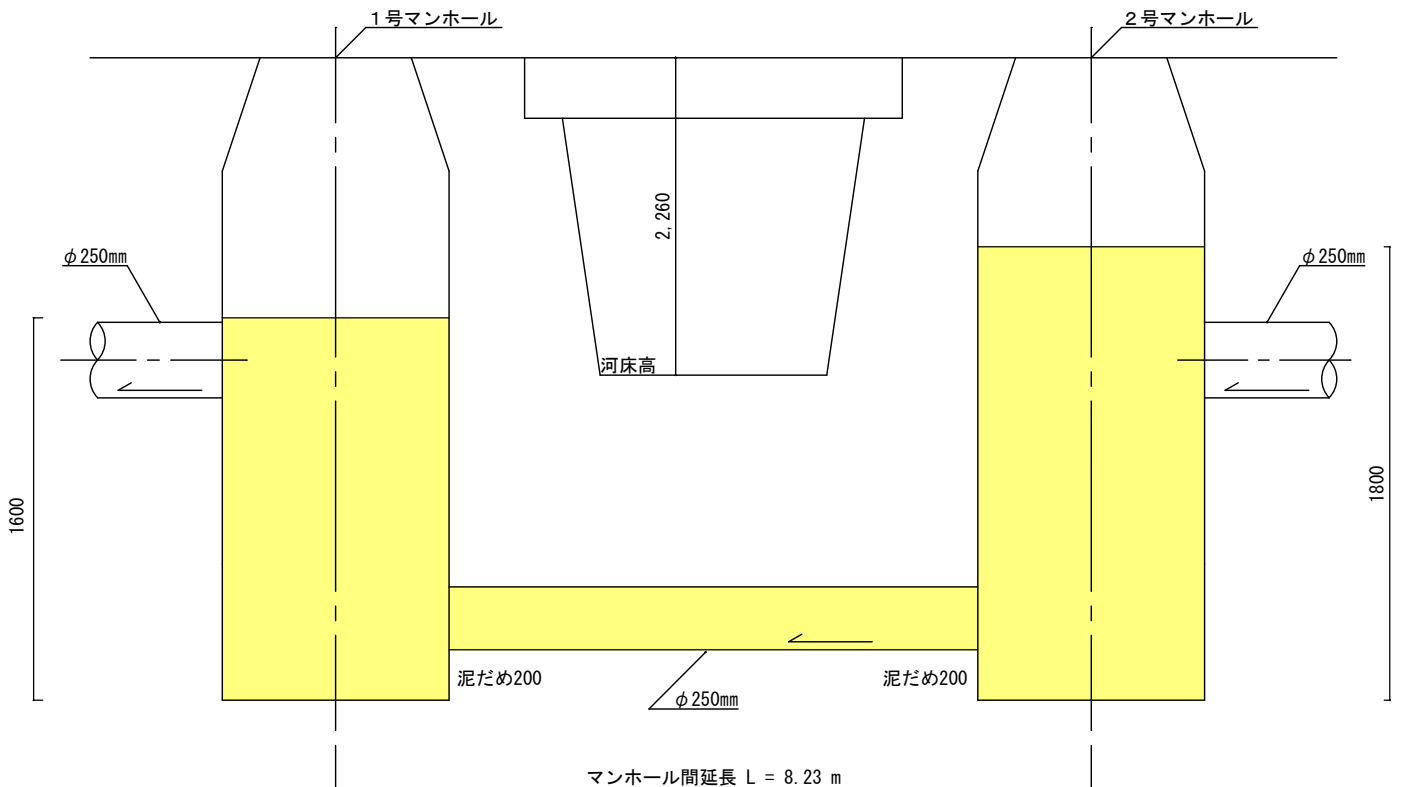 1号マンホール
2号マンホール
2,260
φ250mm
φ250mm
河床高
1600
1800
泥だめ200
泥だめ200
φ250mm
マンホール間延長 L = 8.23 m